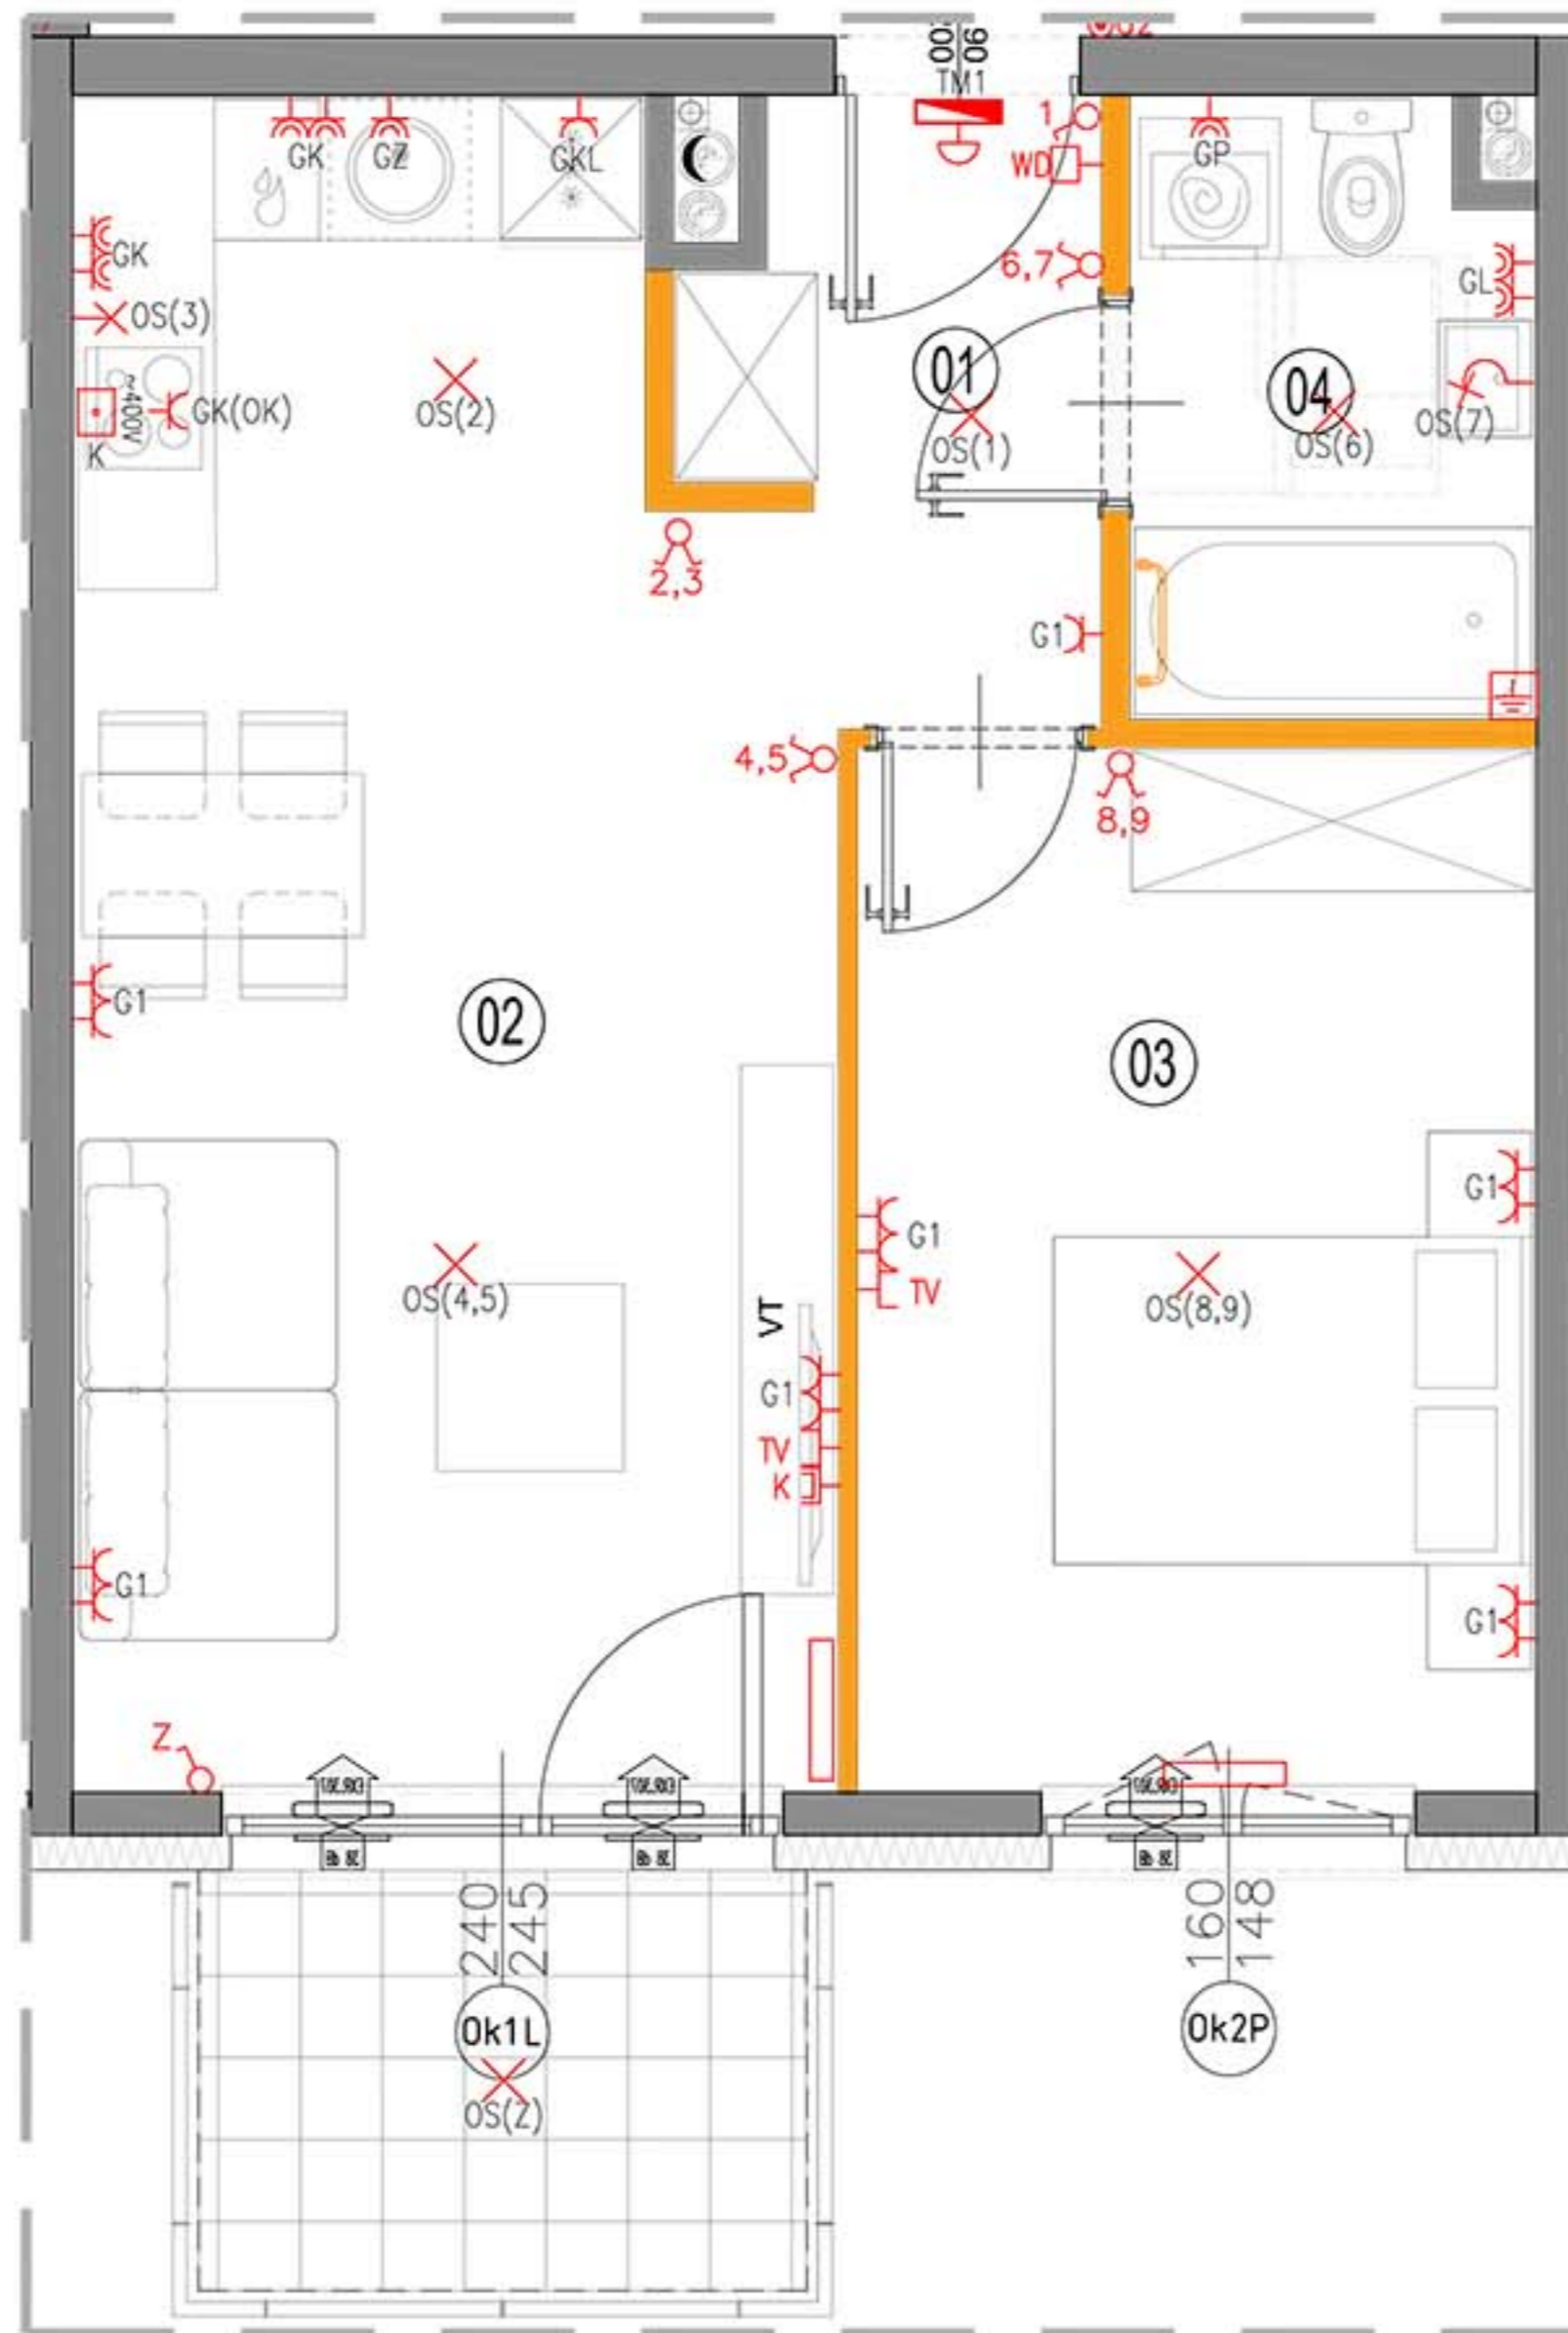 90
TM1
1
WD
6,7
GK
GZ
GKL
GP
GK
OS(3)
GL
01
04
~400V
GK(OK)
K
OS(2)
OS(1)
OS(6)
OS(7)
2,3
G1
4,5
8,9
G1
02
03
G1
G1
TV
OS(4,5)
OS(8,9)
VT
G1
TV
K
G1
G1
Z
240
245
160
148
Ok1L
Ok2P
OS(Z)